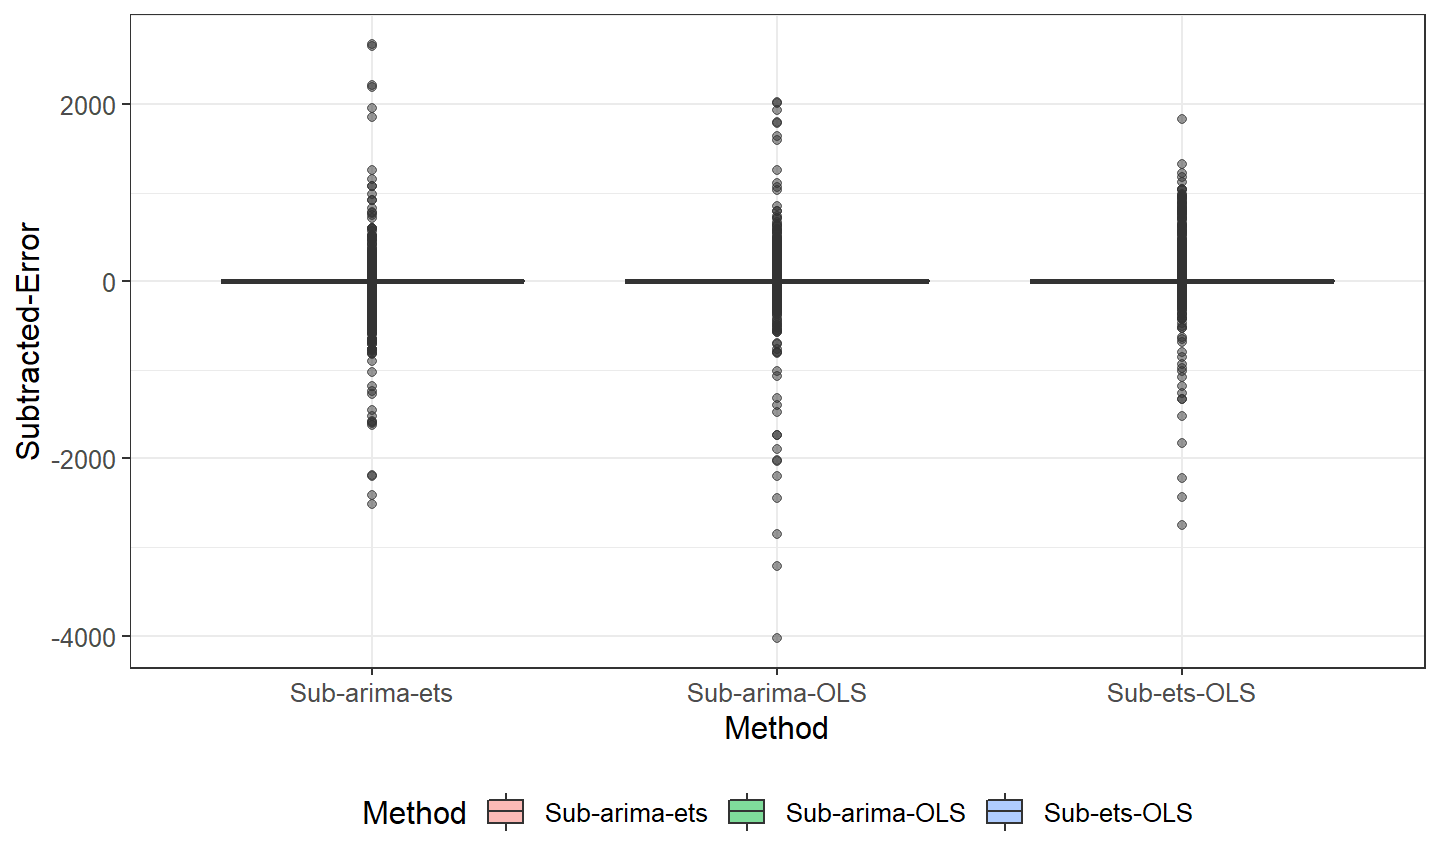 Subtracted-Error
2000
0
-2000
-4000
Sub-arima-ets Sub-arima-OLS Sub-ets-OLS
Method
Method Sub-arima-ets Sub-arima-OLS Sub-ets-OLS